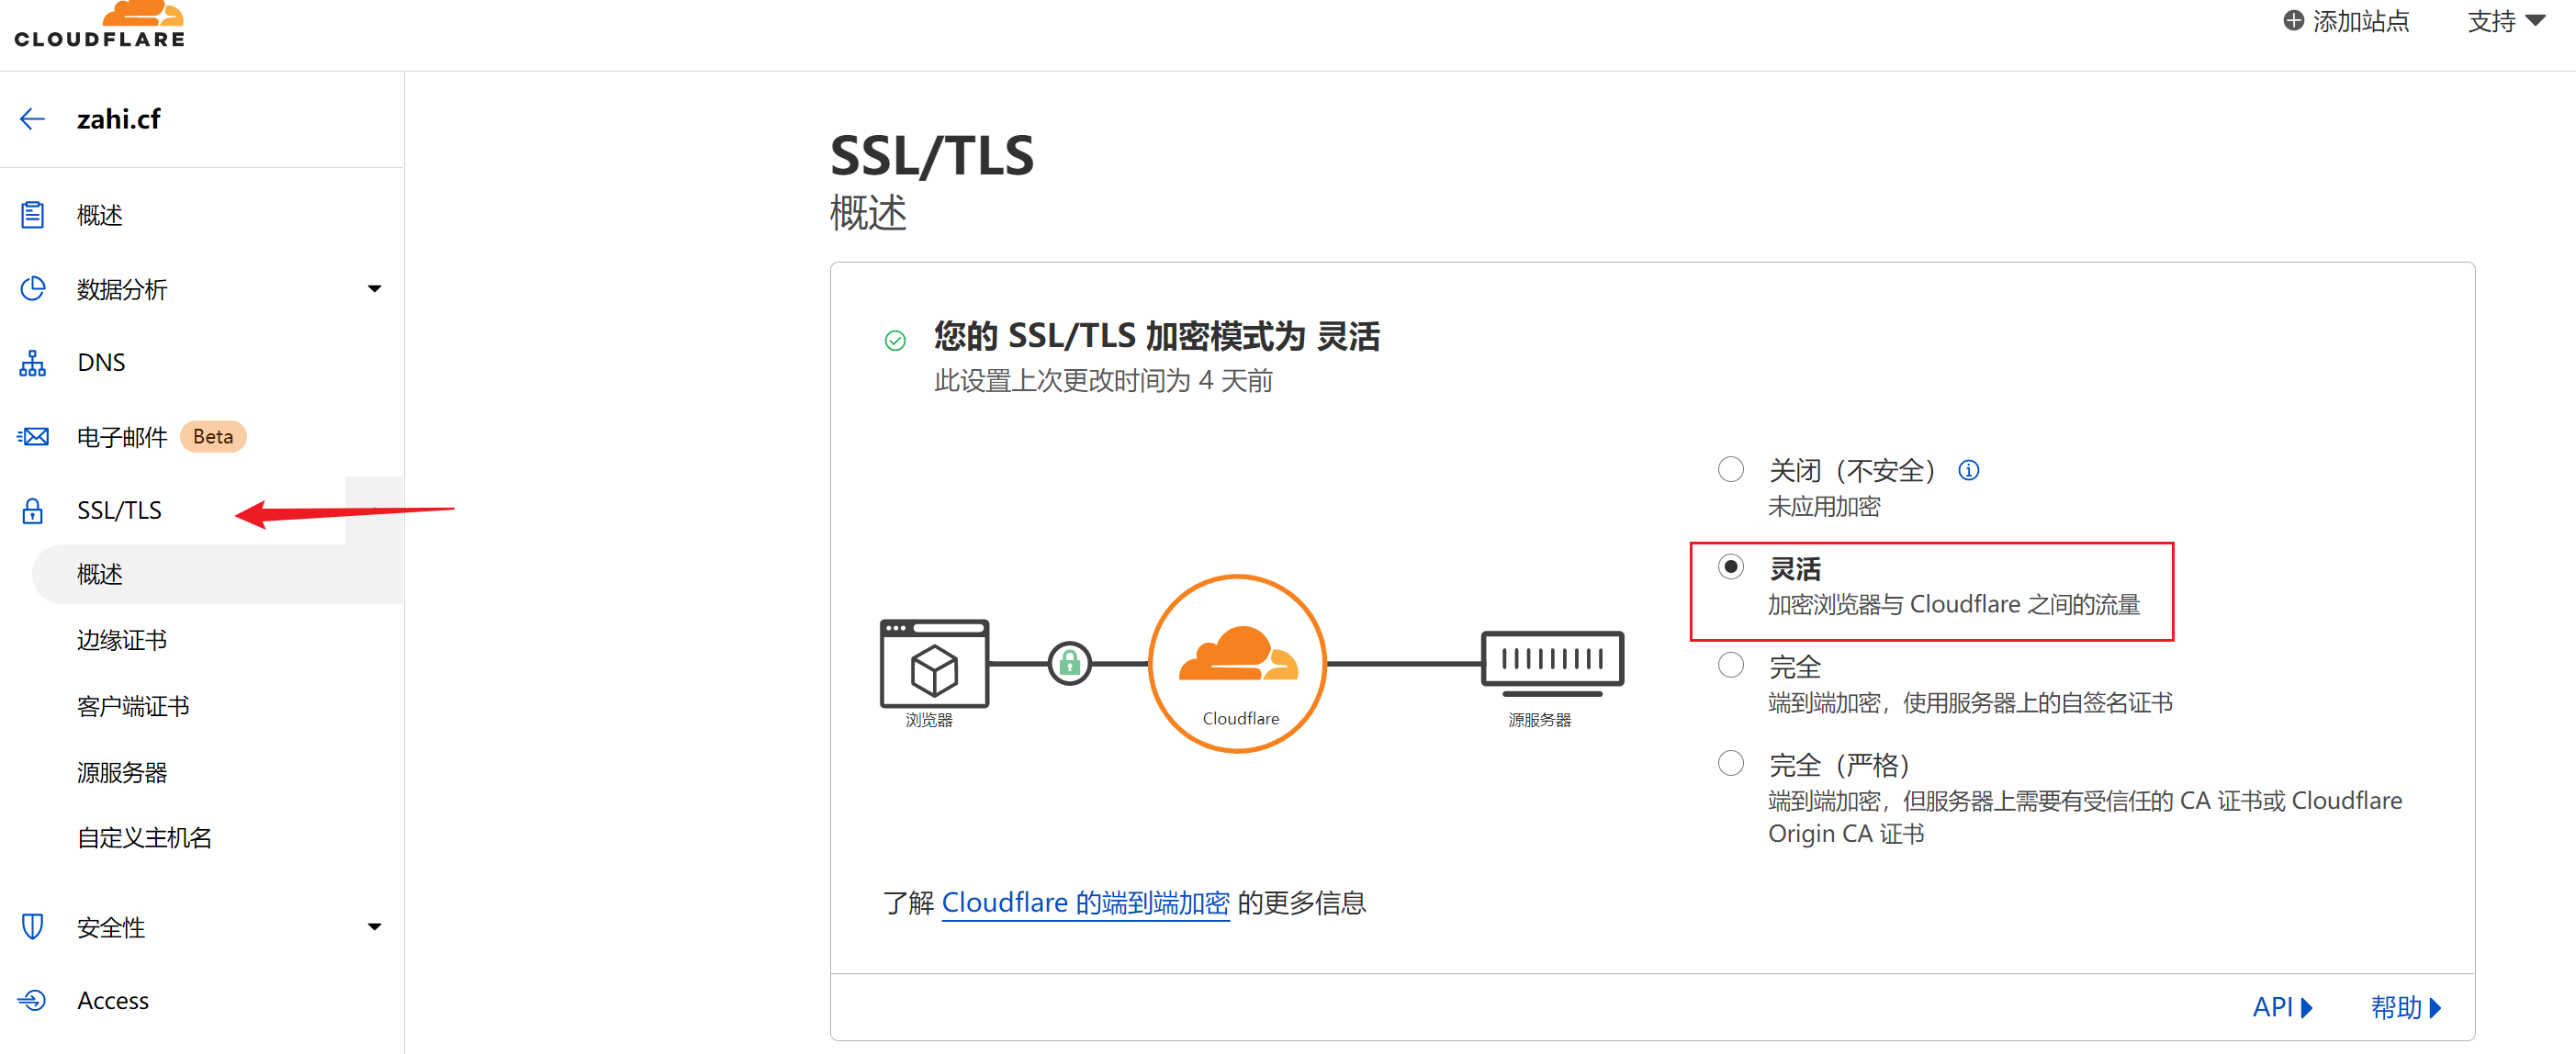 CLOUDFLARE
添加站点
支持
zahi.cf
概述
数据分析
DNS
电子邮件 Beta
SSL/TLS
概述
边缘证书
客户端证书
源服务器
自定义主机名
安全性
Access
SSL/TLS
概述
您的 SSL/TLS 加密模式为 灵活
此设置上次更改时间为 4 天前
浏览器
Cloudflare
源服务器
关闭（不安全）
未应用加密
灵活
加密浏览器与 Cloudflare 之间的流量
完全
端到端加密，使用服务器上的自签名证书
完全（严格）
端到端加密，但服务器上需要有受信任的 CA 证书或 Cloudflare
Origin CA 证书
了解 Cloudflare 的端到端加密 的更多信息
API
帮助